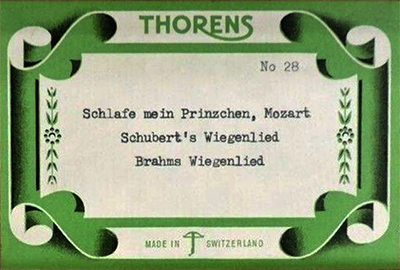 THORENS
No 28
Schlafe mein Prinzchen, Mozart
Schubert's Wiegenlied
Brahms Wiegenlied
MADE IN SWITZERLAND